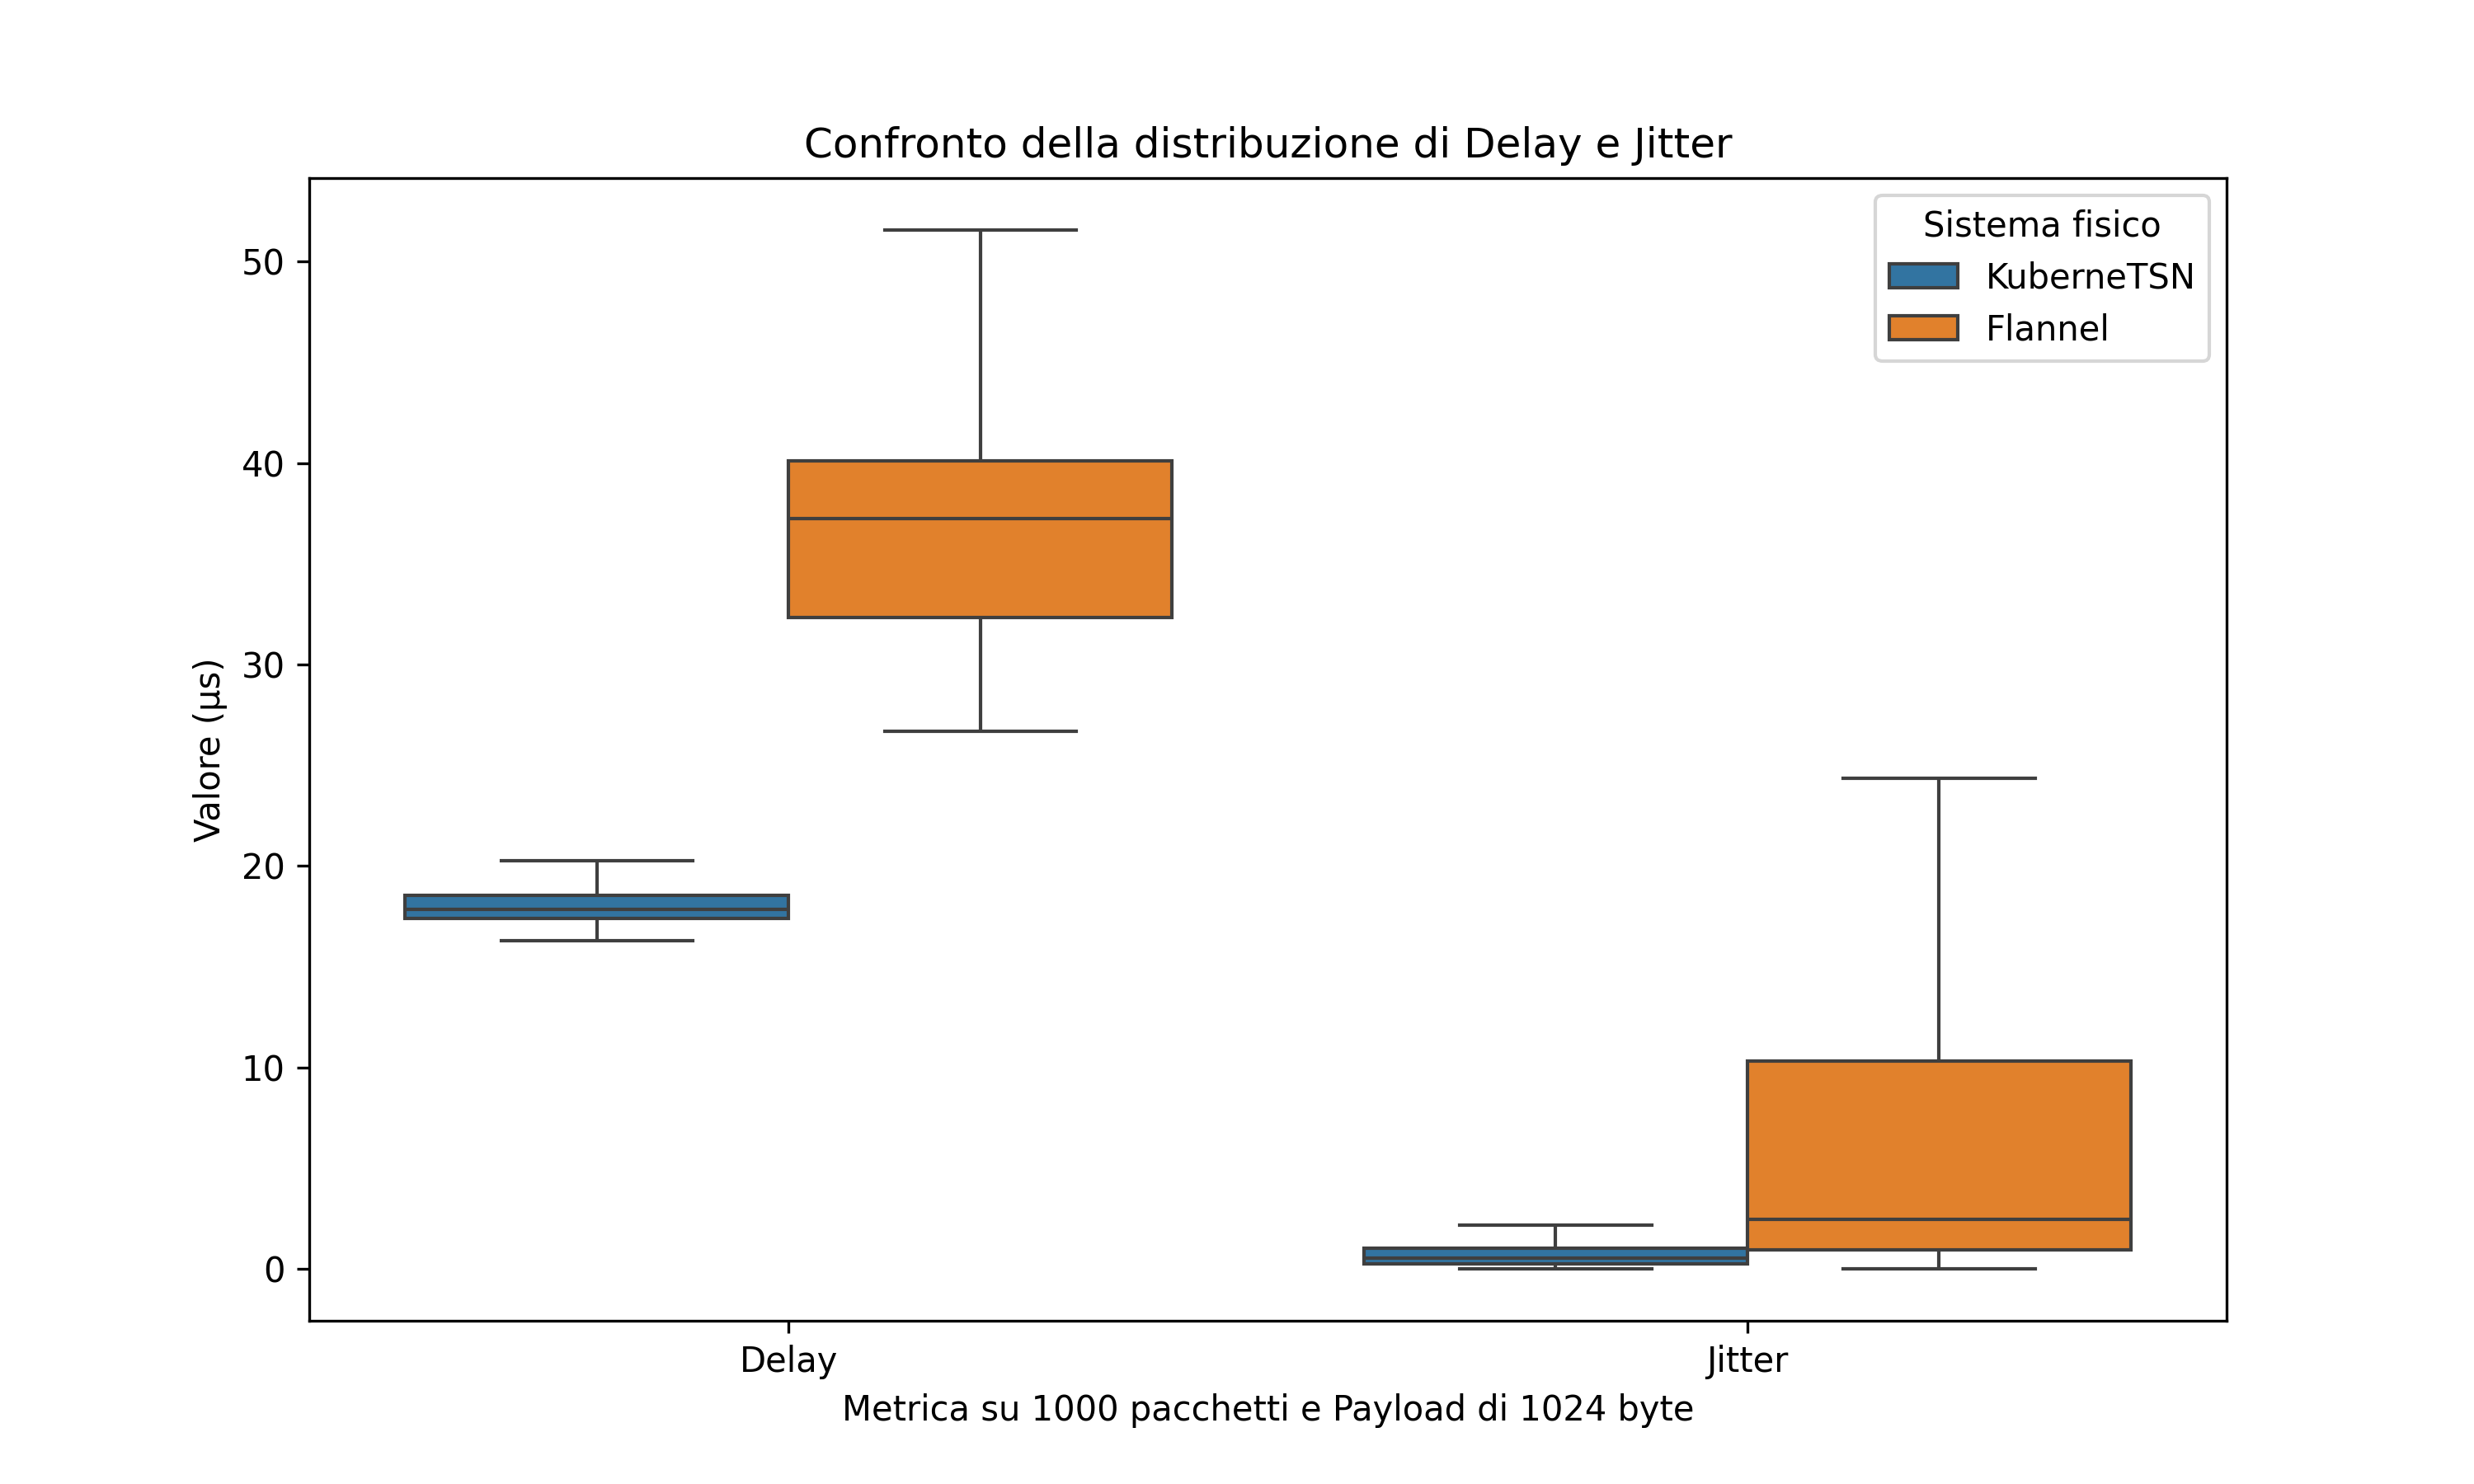 Confronto della distribuzione di Delay e Jitter
Sistema fisico
KuberneTSN
Flannel
Valore (µs)
50
40
30
20
10
0
Delay
Jitter
Metrica su 1000 pacchetti e Payload di 1024 byte